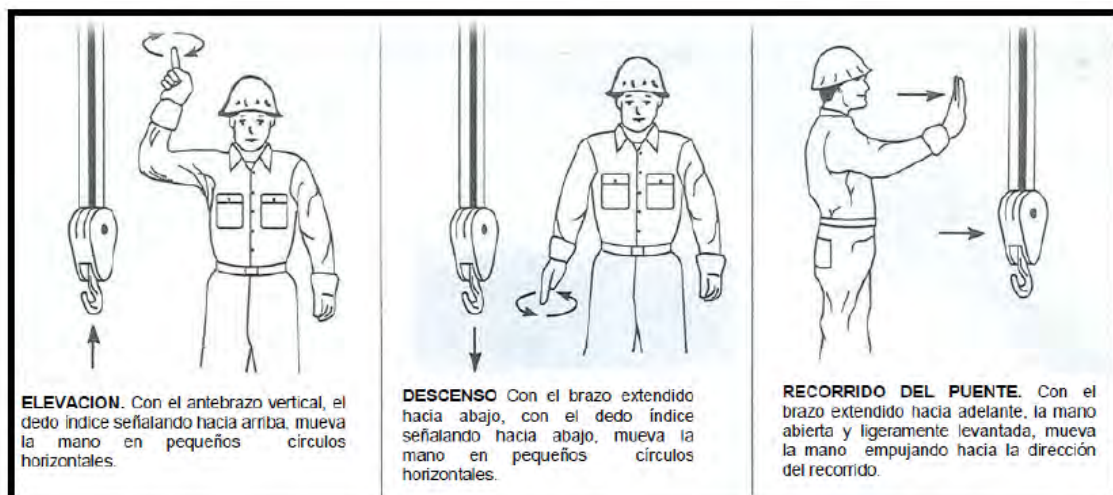 ELEVACION. Con el antebrazo vertical, el
dedo índice señalando hacia arriba, mueva
la mano en pequeños círculos
horizontales.
DESCENSO Con el brazo extendido
hacia abajo, con el dedo índice
señalando hacia abajo, mueva la
mano en pequeños círculos
horizontales.
RECORRIDO DEL PUENTE. Con el
brazo extendido hacia adelante, la mano
abierta y ligeramente levantada, mueva
la mano empujando hacia la dirección
del recorrido.